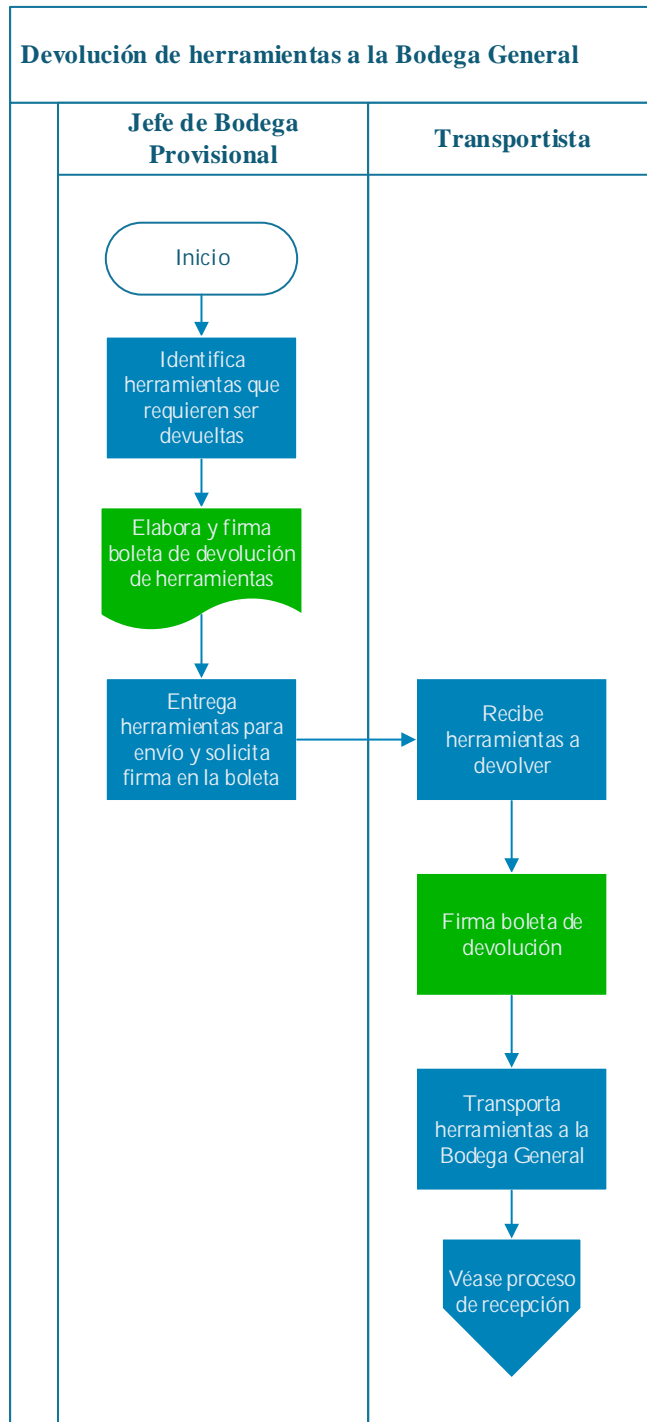 Devolución de herramientas a la Bodega General
Jefe de Bodega
Provisional
Transportista
Inicio
Identifica
herramientas que
requieren ser
devueltas
Elabora y firma
boleta de devolución
de herramientas
Entrega
herramientas para
envío y solicita
firma en la boleta
Recibe
herramientas a
devolver
Firma boleta de
devolución
Transporta
herramientas a la
Bodega General
Véase proceso
de recepción